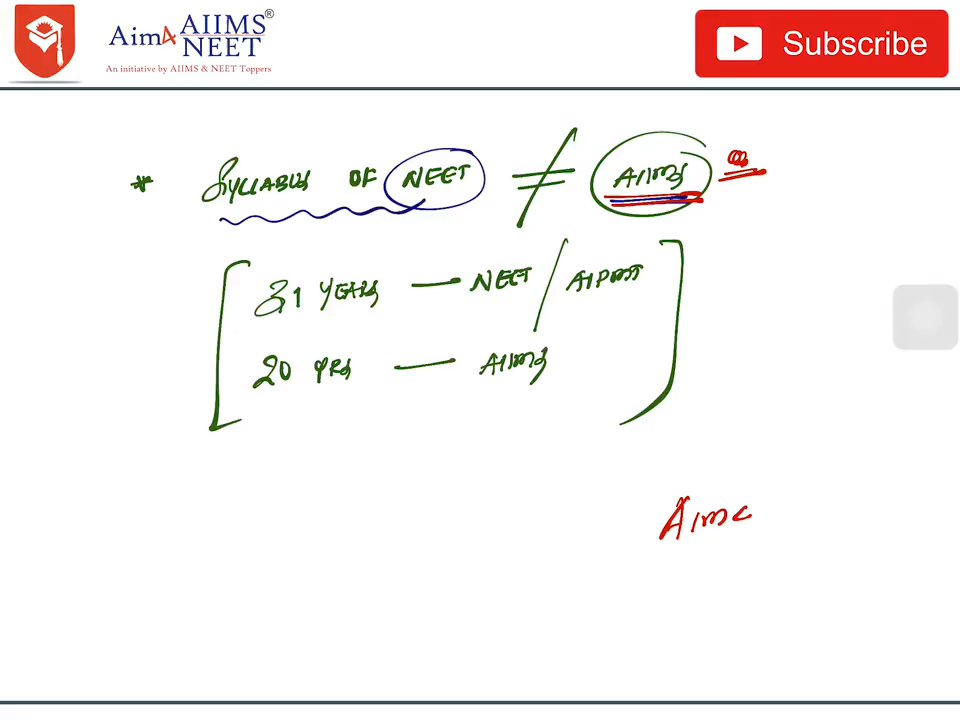 Aim4 AIIMS®
NEET
An initiative by AIIMS & NEET Toppers
Subscribe
* SYLLABUS OF NEET ≠ AIIMS
31 YEARS — NEET / AIPMT
20 YRS — AIIMS